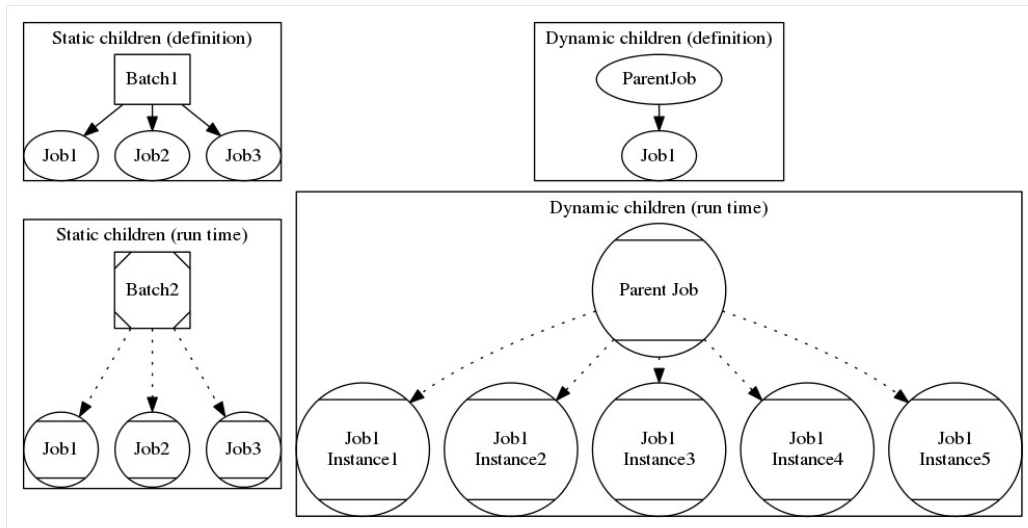 Static children (definition)
Batch1
Job1
Job2
Job3
Dynamic children (definition)
ParentJob
Job1
Static children (run time)
Batch2
Job1
Job2
Job3
Dynamic children (run time)
Parent Job
Job1
Instance1
Job1
Instance2
Job1
Instance3
Job1
Instance4
Job1
Instance5